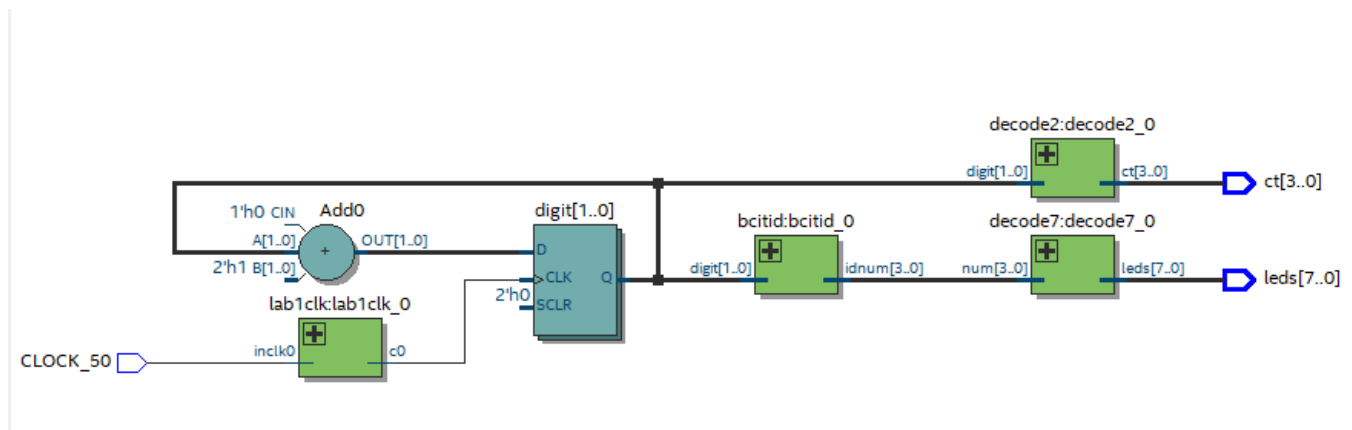 decode2:decode2_0
digit[1..0] ct[3..0] ct[3..0]
1'h0 CIN Add0 digit[1..0] bcitid:bcitid_0 decode7:decode7_0
A[1..0] + OUT[1..0] D
2'h1 B[1..0] CLK Q digit[1..0] idnum[3..0] num[3..0] leds[7..0] leds[7..0]
lab1clk:lab1clk_0 2'h0 SCLR
CLOCK_50 inclk0 c0